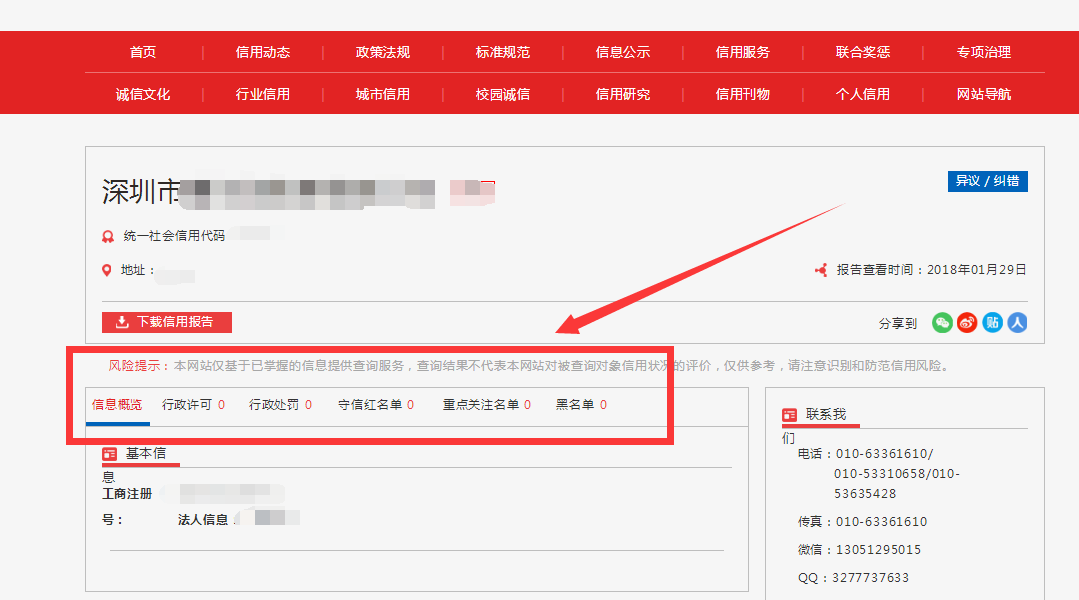 首页 信用动态 政策法规 标准规范 信息公示 信用服务 联合奖惩 专项治理
诚信文化 行业信用 城市信用 校园诚信 信用研究 信用刊物 个人信用 网站导航
深圳市
异议 / 纠错
统一社会信用代码
地址：
报告查看时间：2018年01月29日
下载信用报告
分享到
贴 人
风险提示：本网站仅基于已掌握的信息提供查询服务，查询结果不代表本网站对被查询对象信用状况的评价，仅供参考，请注意识别和防范信用风险。
信息概览 行政许可 0 行政处罚 0 守信红名单 0 重点关注名单 0 黑名单 0
基本信
息
工商注册
号：
法人信息：
联系我
们
电话：010-63361610/
010-53310658/010-
53635428
传真：010-63361610
微信：13051295015
QQ：3277737633